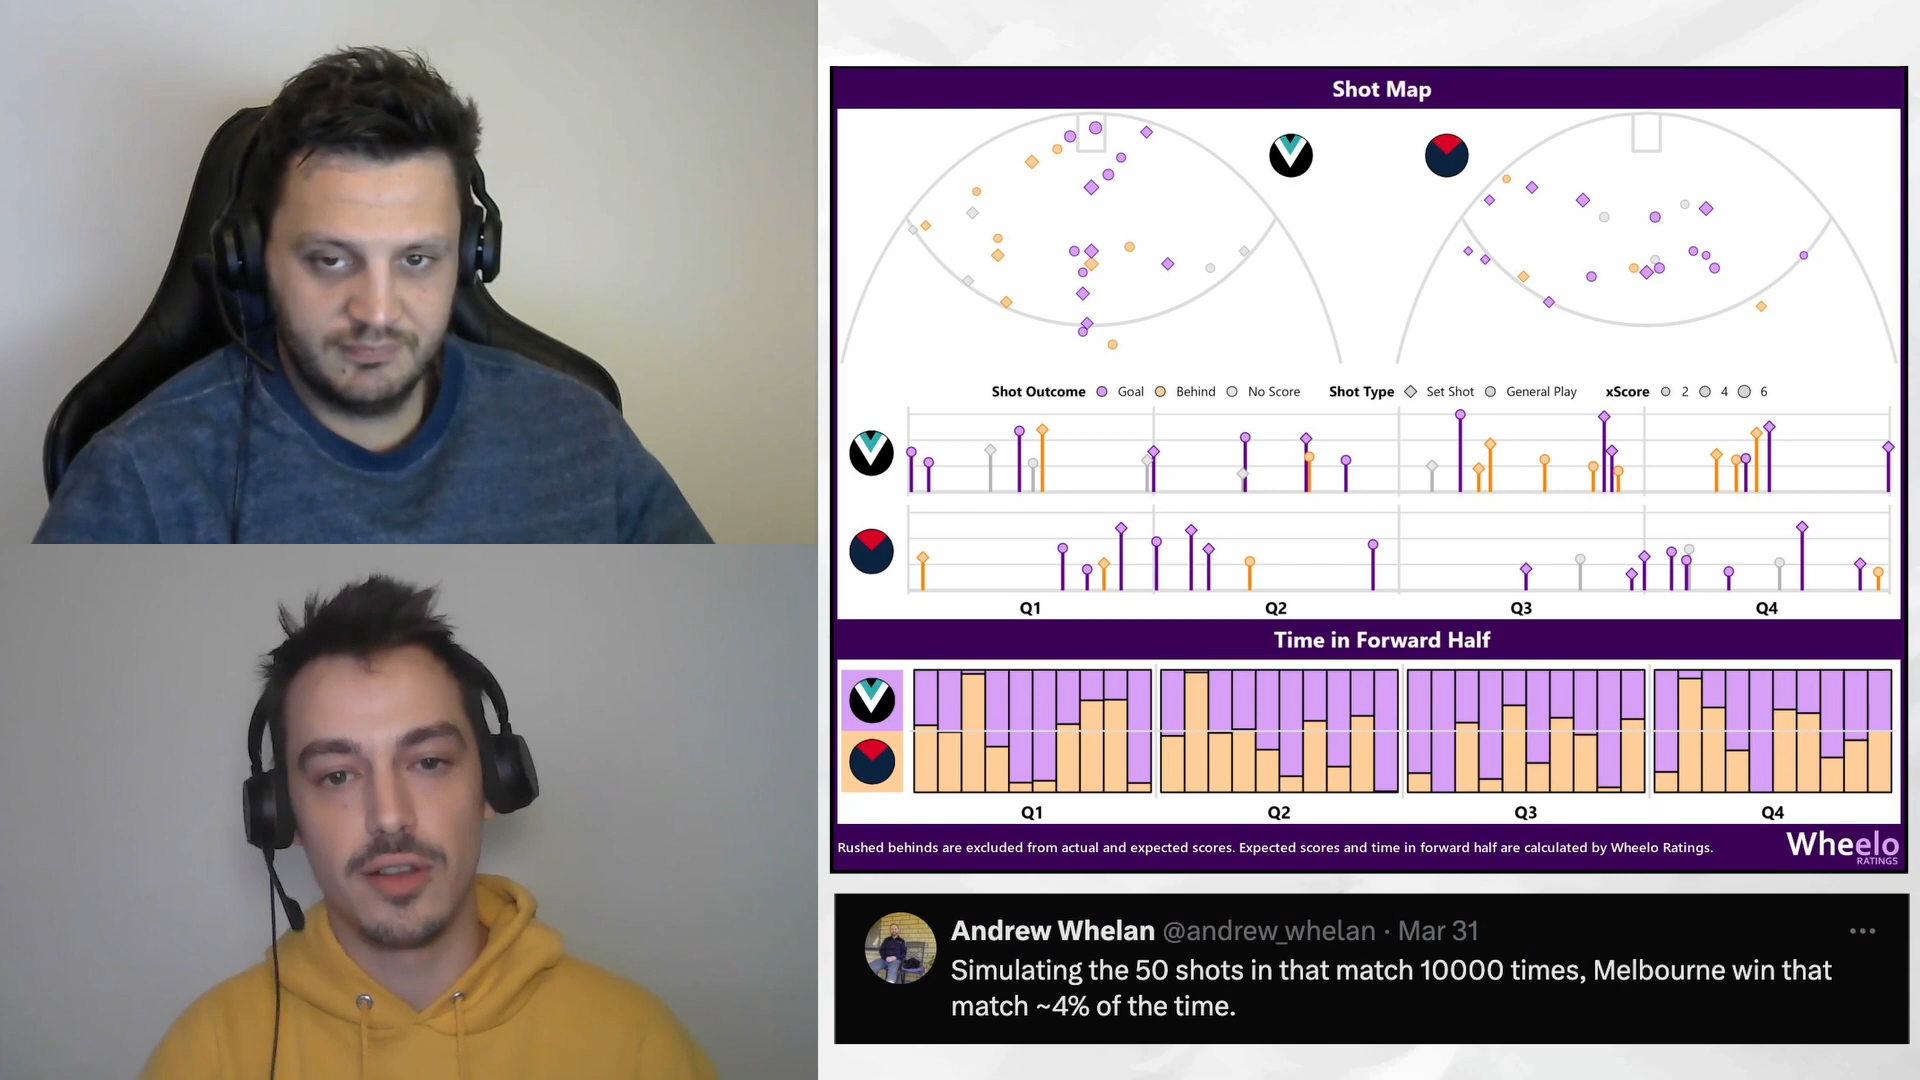 Shot Map
Shot Outcome Goal Behind No Score Shot Type Set Shot General Play xScore 2 4 6
Q1 Q2 Q3 Q4
Time in Forward Half
Q1 Q2 Q3 Q4
Rushed behinds are excluded from actual and expected scores. Expected scores and time in forward half are calculated by Wheelo Ratings.
Wheelo
RATINGS
Andrew Whelan @andrew_whelan · Mar 31
Simulating the 50 shots in that match 10000 times, Melbourne win that
match ~4% of the time.